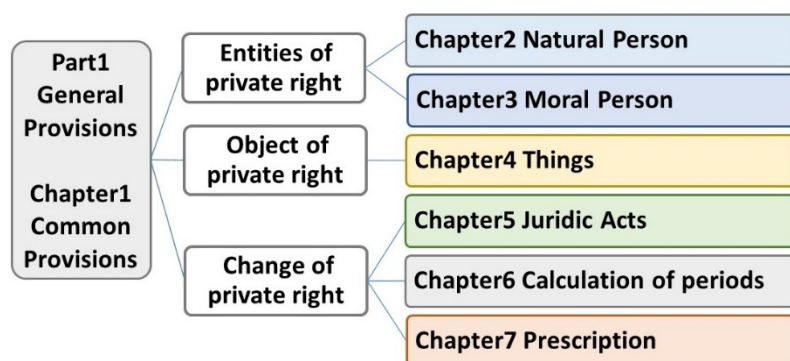 Part1
General
Provisions
Chapter1
Common
Provisions
Entities of
private right
Chapter2 Natural Person
Chapter3 Moral Person
Object of
private right
Chapter4 Things
Change of
private right
Chapter5 Juridic Acts
Chapter6 Calculation of periods
Chapter7 Prescription